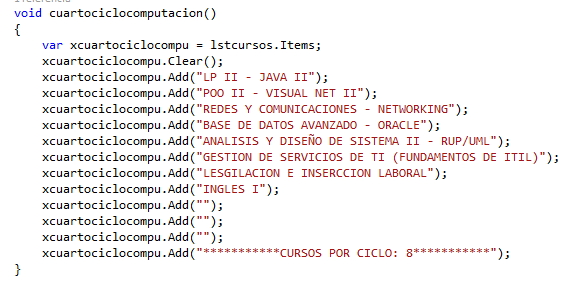 void cuartociclocomputacion()
{
var xcuartociclocompu = lstcursos.Items;
xcuartociclocompu.Clear();
xcuartociclocompu.Add("LP II - JAVA II");
xcuartociclocompu.Add("POO II - VISUAL NET II");
xcuartociclocompu.Add("REDES Y COMUNICACIONES - NETWORKING");
xcuartociclocompu.Add("BASE DE DATOS AVANZADO - ORACLE");
xcuartociclocompu.Add("ANALISIS Y DISEÑO DE SISTEMA II - RUP/UML");
xcuartociclocompu.Add("GESTION DE SERVICIOS DE TI (FUNDAMENTOS DE ITIL)");
xcuartociclocompu.Add("LESGILACION E INSERCCION LABORAL");
xcuartociclocompu.Add("INGLES I");
xcuartociclocompu.Add("");
xcuartociclocompu.Add("");
xcuartociclocompu.Add("");
xcuartociclocompu.Add("***********CURSOS POR CICLO: 8***********");
}